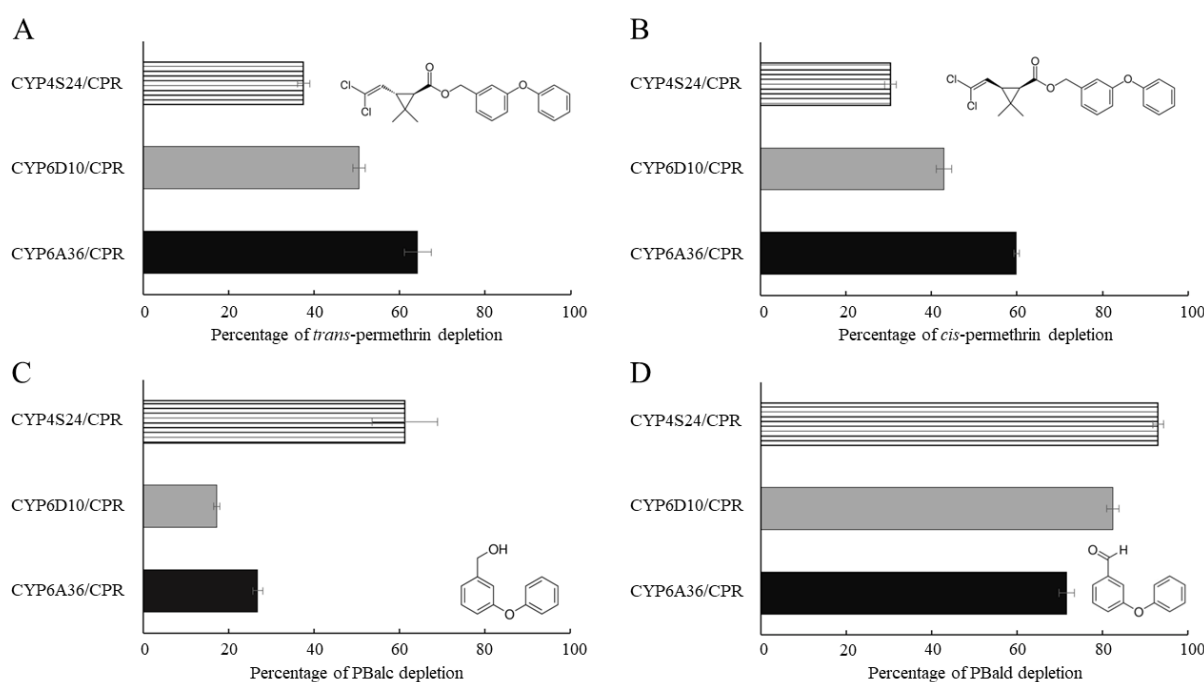 A
CYP4S24/CPR
CYP6D10/CPR
CYP6A36/CPR
Cl
Cl
O
O
O
0 20 40 60 80 100
Percentage of trans-permethrin depletion
B
CYP4S24/CPR
CYP6D10/CPR
CYP6A36/CPR
Cl
Cl
O
O
O
0 20 40 60 80 100
Percentage of cis-permethrin depletion
C
CYP4S24/CPR
CYP6D10/CPR
CYP6A36/CPR
OH
O
0 20 40 60 80 100
Percentage of PBalc depletion
D
CYP4S24/CPR
CYP6D10/CPR
CYP6A36/CPR
O H
O
0 20 40 60 80 100
Percentage of PBald depletion